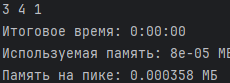 3 4 1
Итоговое время: 0:00:00
Используемая память: 8e-05 МБ
Память на пике: 0.000358 МБ